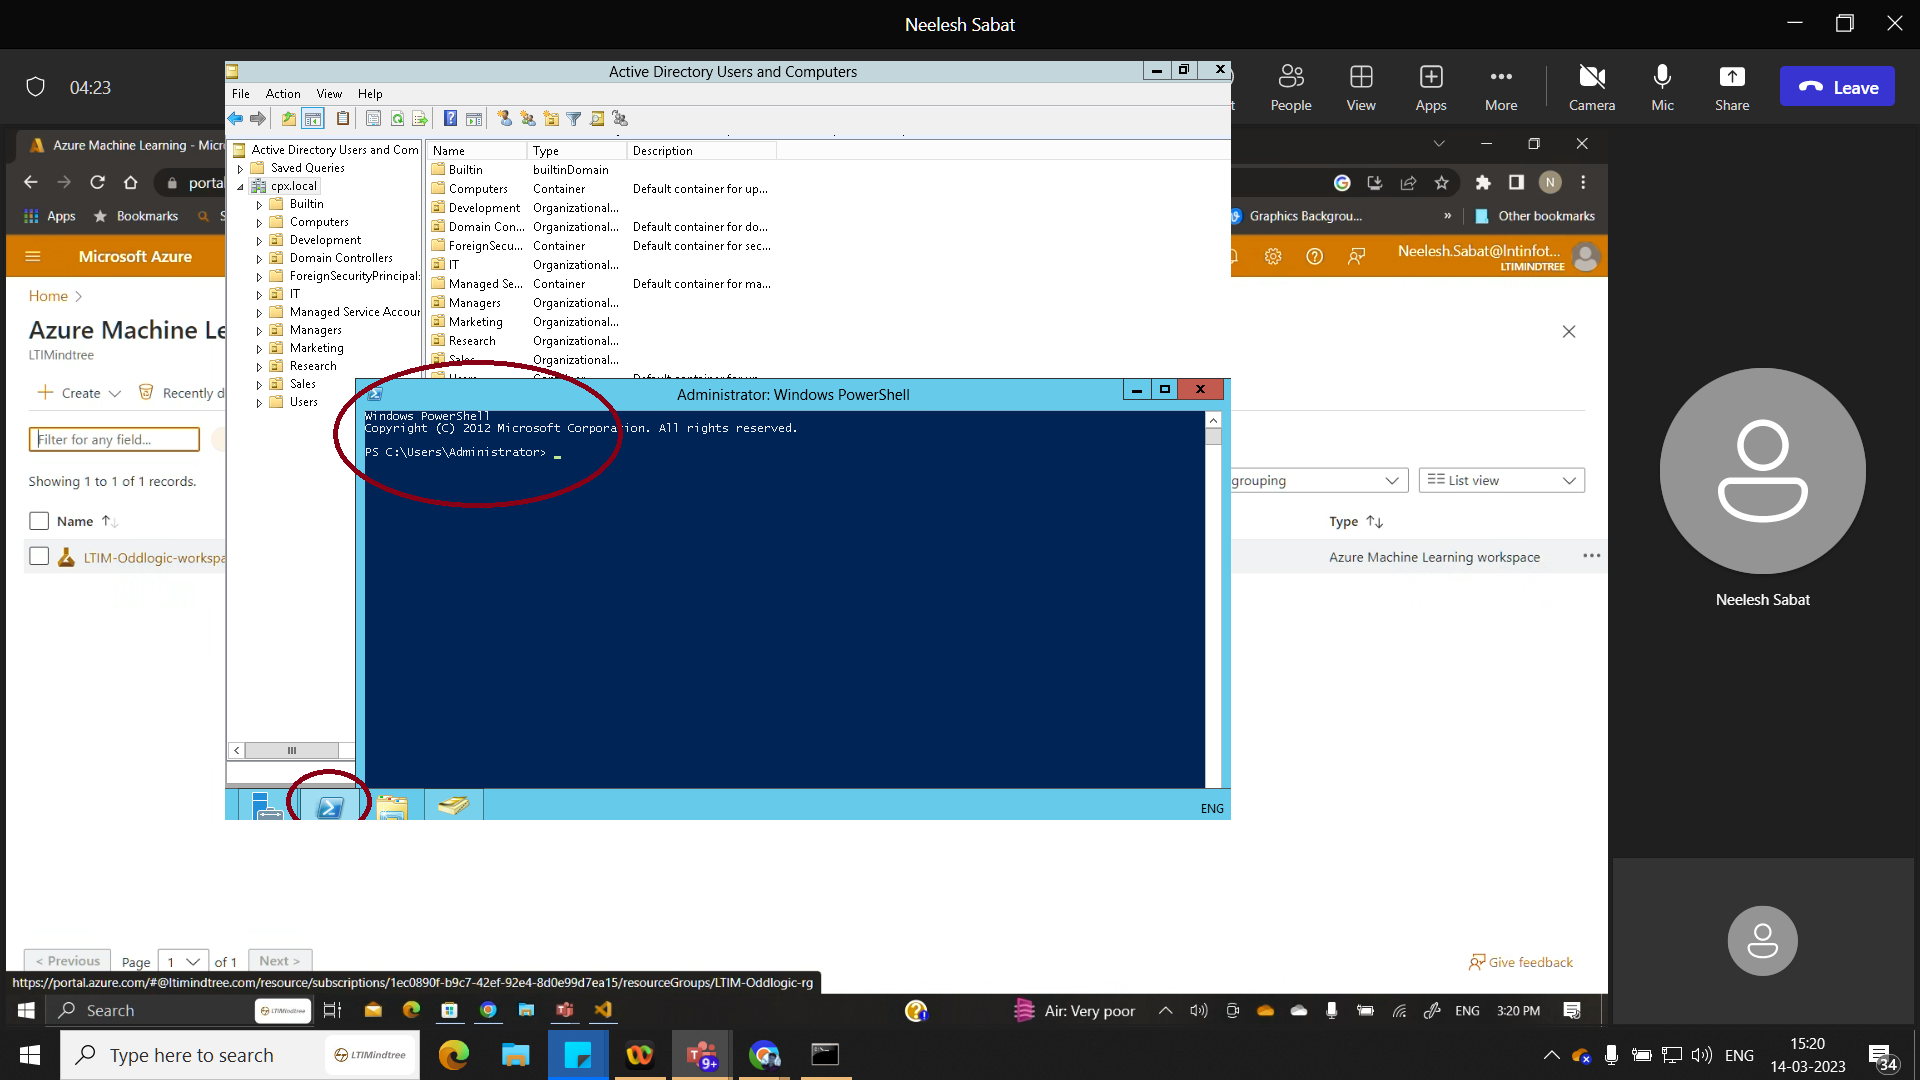 Neelesh Sabat
04:23
People
View
Apps
More
Camera
Mic
Share
Leave
Active Directory Users and Computers
File Action View Help
Active Directory Users and Com
Saved Queries
cpx.local
Builtin
Computers
Development
Domain Controllers
ForeignSecurityPrincipal:
IT
Managed Service Accour
Managers
Marketing
Research
Sales
Users
Name Type Description
Builtin builtinDomain
Computers Container Default container for up...
Development Organizational...
Domain Con... Organizational... Default container for do...
ForeignSecu... Container Default container for sec...
IT Organizational...
Managed Se... Container Default container for ma...
Managers Organizational...
Marketing Organizational...
Research Organizational...
Sales Organizational...
Administrator: Windows PowerShell
Windows PowerShell
Copyright (C) 2012 Microsoft Corporation. All rights reserved.
PS C:\Users\Administrator> _
ENG
Azure Machine Learning - Micr
porta
Apps Bookmarks S
Graphics Backgrou... » Other bookmarks
N
Microsoft Azure
Neelesh.Sabat@lntinfot...
LTIMINDTREE
Home >
Azure Machine Le
LTIMindtree
Create Recently d
Filter for any field...
Showing 1 to 1 of 1 records.
grouping List view
Name Type
LTIM-Oddlogic-workspa Azure Machine Learning workspace
Neelesh Sabat
< Previous Page 1 of 1 Next >
Give feedback
https://portal.azure.com/#@ltimindtree.com/resource/subscriptions/1ec0890f-b9c7-42ef-92e4-8d0e99d7ea15/resourceGroups/LTIM-Oddlogic-rg
Search LTIMindtree Air: Very poor ENG 3:20 PM
Type here to search LTIMindtree 9+ ENG 15:20
14-03-2023
34